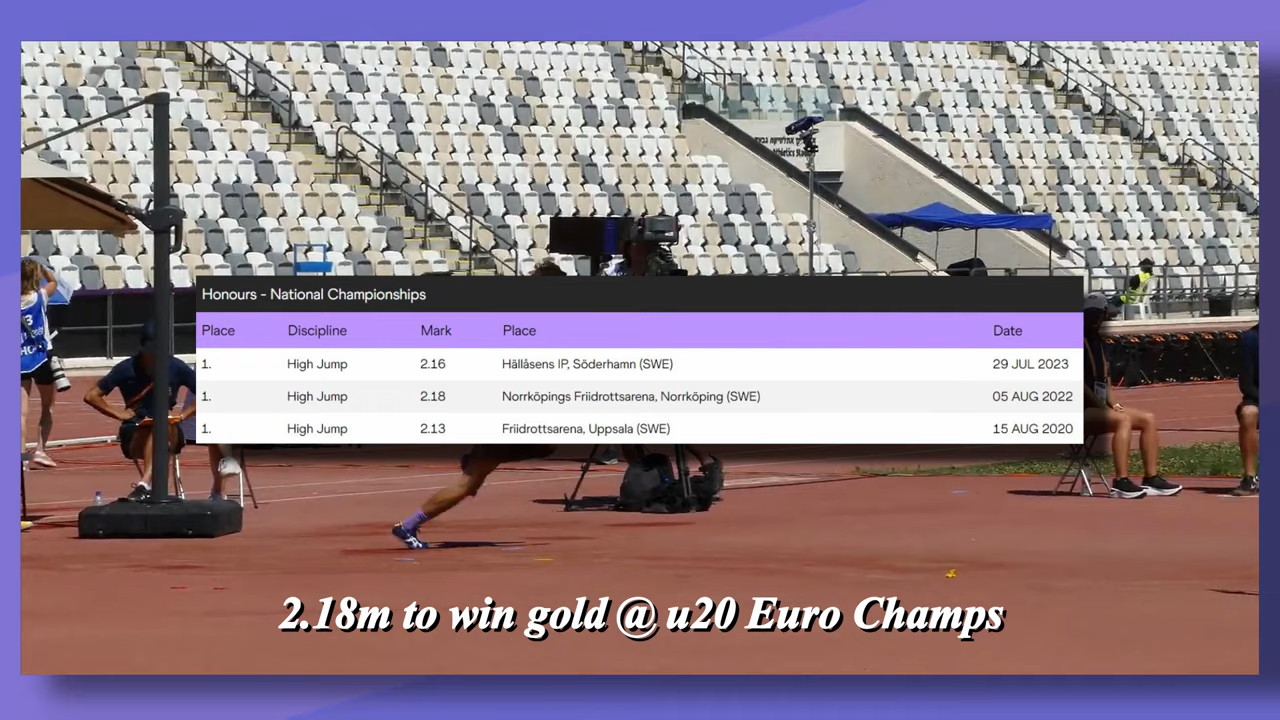 Athletics Sta
Honours - National Championships
Place Discipline Mark Place Date
1. High Jump 2.16 Hällåsens IP, Söderhamn (SWE) 29 JUL 2023
1. High Jump 2.18 Norrköpings Friidrottsarena, Norrköping (SWE) 05 AUG 2022
1. High Jump 2.13 Friidrottsarena, Uppsala (SWE) 15 AUG 2020
2.18m to win gold @ u20 Euro Champs